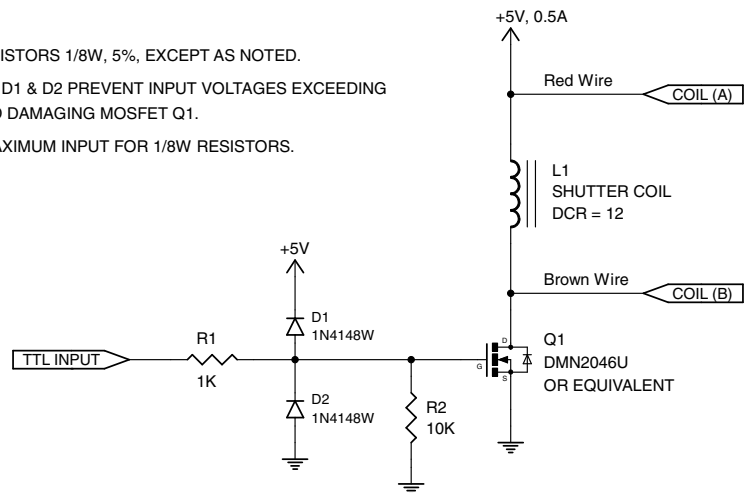 ISTORS 1/8W, 5%, EXCEPT AS NOTED.
D1 & D2 PREVENT INPUT VOLTAGES EXCEEDING
DAMAGING MOSFET Q1.
AXIMUM INPUT FOR 1/8W RESISTORS.
+5V, 0.5A
Red Wire
COIL (A)
L1
SHUTTER COIL
DCR = 12
Brown Wire
COIL (B)
+5V
D1
1N4148W
R1
1K
TTL INPUT
D2
1N4148W
R2
10K
D
G
S
Q1
DMN2046U
OR EQUIVALENT